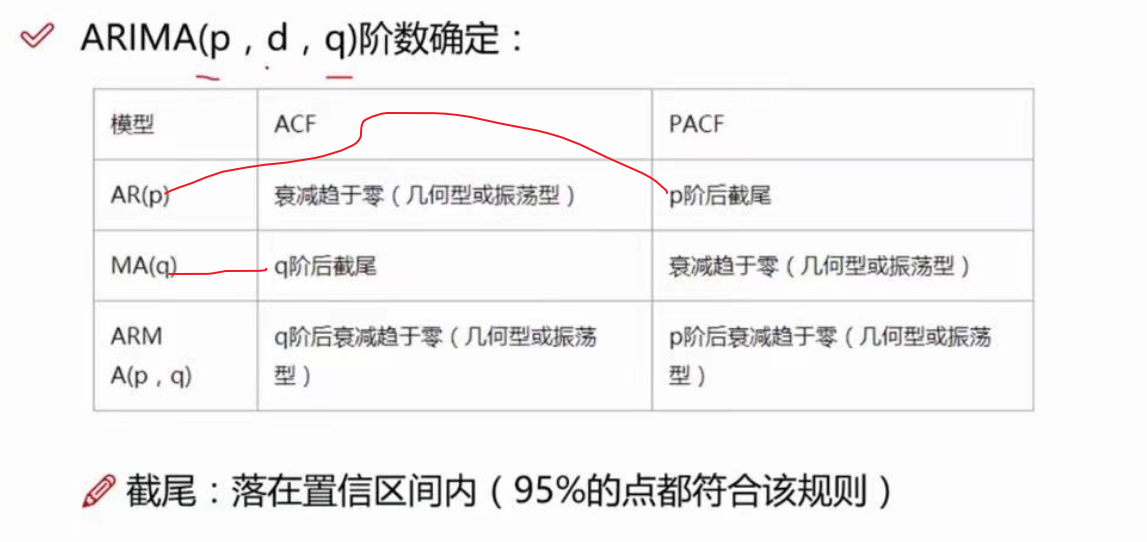 ARIMA(p，d，q)阶数确定：
模型 ACF PACF
AR(p) 衰减趋于零（几何型或振荡型） p阶后截尾
MA(q) q阶后截尾 衰减趋于零（几何型或振荡型）
ARM
A(p，q)
q阶后衰减趋于零（几何型或振荡
型）
p阶后衰减趋于零（几何型或振荡
型）
截尾：落在置信区间内（95%的点都符合该规则）